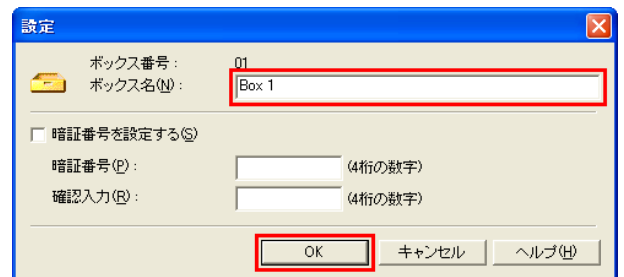 設定
ボックス番号： 01
ボックス名(N)： Box 1
暗証番号を設定する(S)
暗証番号(P)： (4桁の数字)
確認入力(R)： (4桁の数字)
OK キャンセル ヘルプ(H)